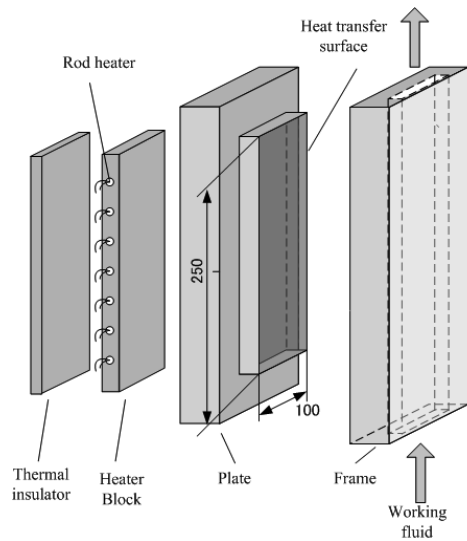 Heat transfer
surface
Rod heater
250
100
Thermal
insulator
Heater
Block
Plate
Frame
Working
fluid